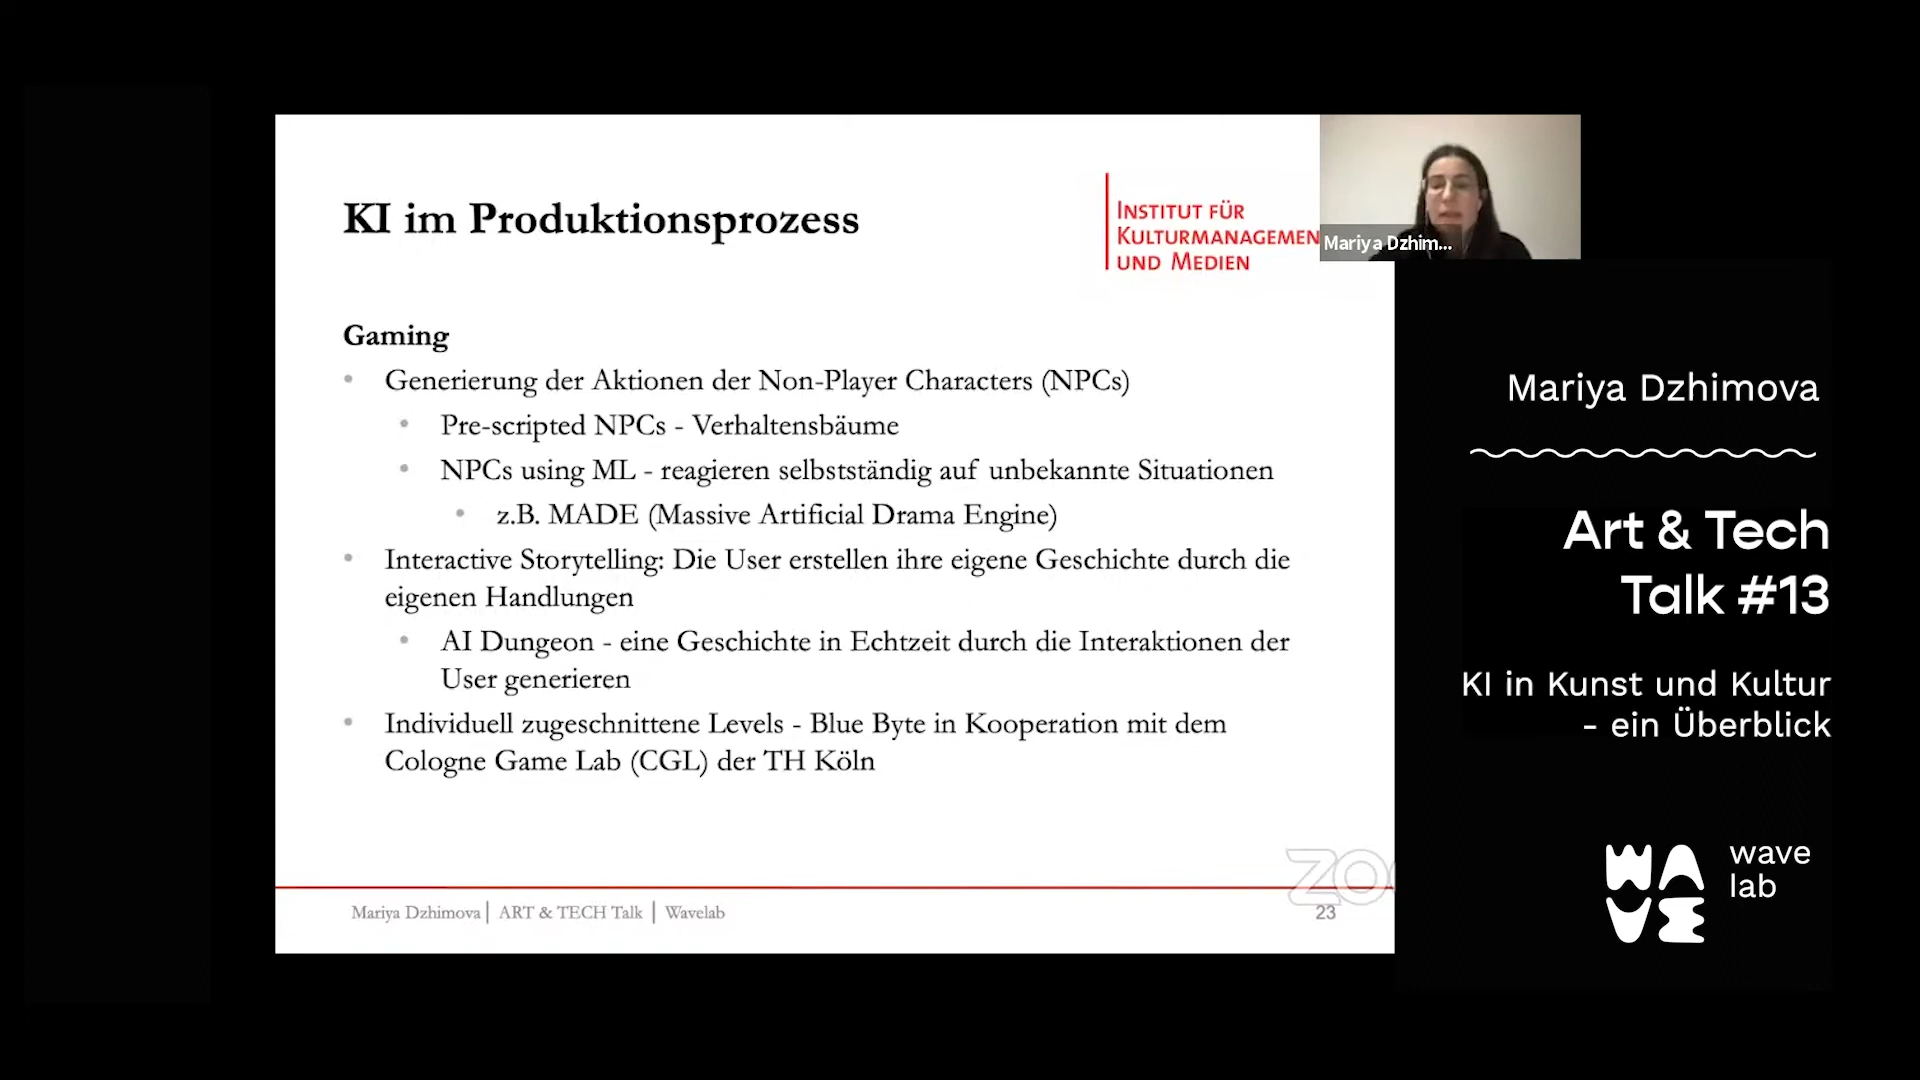 KI im Produktionsprozess
INSTITUT FÜR
KULTURMANAGEMEN
UND MEDIEN
Mariya Dzhim...
Gaming
• Generierung der Aktionen der Non-Player Characters (NPCs)
• Pre-scripted NPCs - Verhaltensbäume
• NPCs using ML - reagieren selbstständig auf unbekannte Situationen
• z.B. MADE (Massive Artificial Drama Engine)
• Interactive Storytelling: Die User erstellen ihre eigene Geschichte durch die
eigenen Handlungen
• AI Dungeon - eine Geschichte in Echtzeit durch die Interaktionen der
User generieren
• Individuell zugeschnittene Levels - Blue Byte in Kooperation mit dem
Cologne Game Lab (CGL) der TH Köln
ZO
Mariya Dzhimova | ART & TECH Talk | Wavelab
23
Mariya Dzhimova
Art & Tech
Talk #13
KI in Kunst und Kultur
- ein Überblick
WAVE
wave
lab